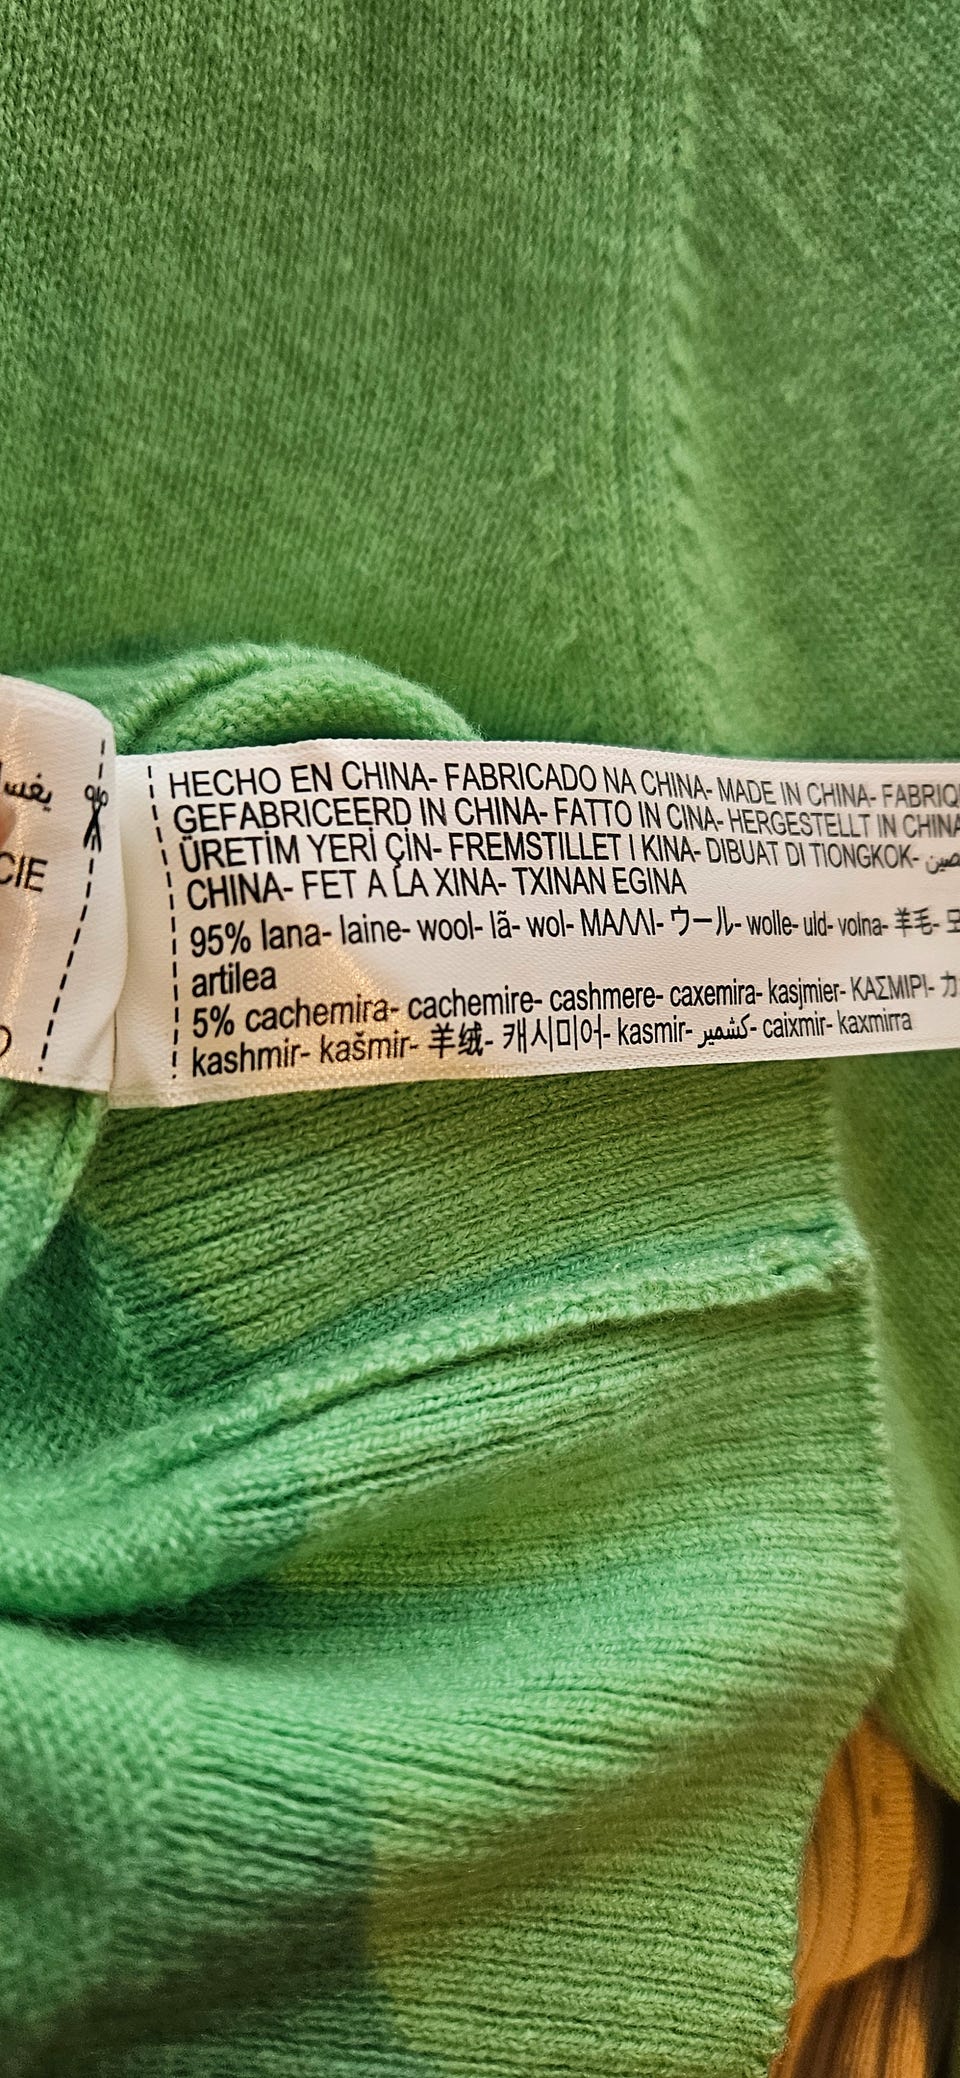 يغسل
CIE
HECHO EN CHINA- FABRICADO NA CHINA- MADE IN CHINA- FABRIQ
GEFABRICEERD IN CHINA- FATTO IN CINA- HERGESTELLT IN CHINA
ÜRETİM YERİ ÇİN- FREMSTILLET I KINA- DIBUAT DI TIONGKOK-
CHINA- FET A LA XINA- TXINAN EGINA
95% lana- laine- wool- lã- wol- ΜΑΛΛΙ- ウール- wolle- uld- volna- 羊毛-
artilea
5% cachemira- cachemire- cashmere- caxemira- kasjmier- ΚΑΣΜΙΡΙ- カ
kashmir- kašmir- 羊绒- 캐시미어- kasmir- كشمير- caixmir- kaxmirra